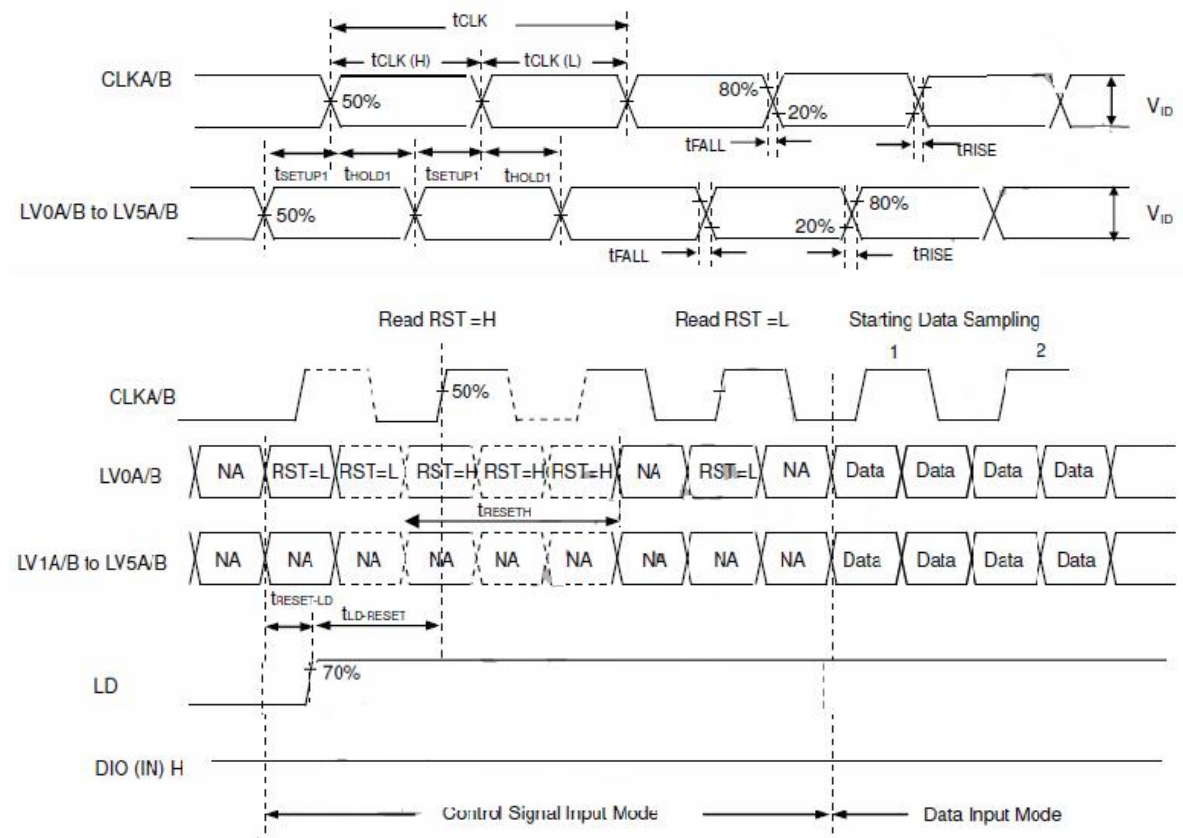 tCLK
tCLK (H) tCLK (L)
CLKA/B 50% 80% 20% VID
tFALL tRISE
tSETUP1 tHOLD1 tSETUP1 tHOLD1
LV0A/B to LV5A/B 50% 20% 80% VID
tFALL tRISE
Read RST =H Read RST =L Starting Data Sampling
1 2
CLKA/B 50%
LV0A/B NA RST=L RST=L RST=H RST=H RST=H NA RST=L NA Data Data Data Data
tRESETH
LV1A/B to LV5A/B NA NA NA NA NA NA NA NA NA Data Data Data Data
tRESET-LD
tLD-RESET
LD 70%
DIO (IN) H
Control Signal Input Mode Data Input Mode